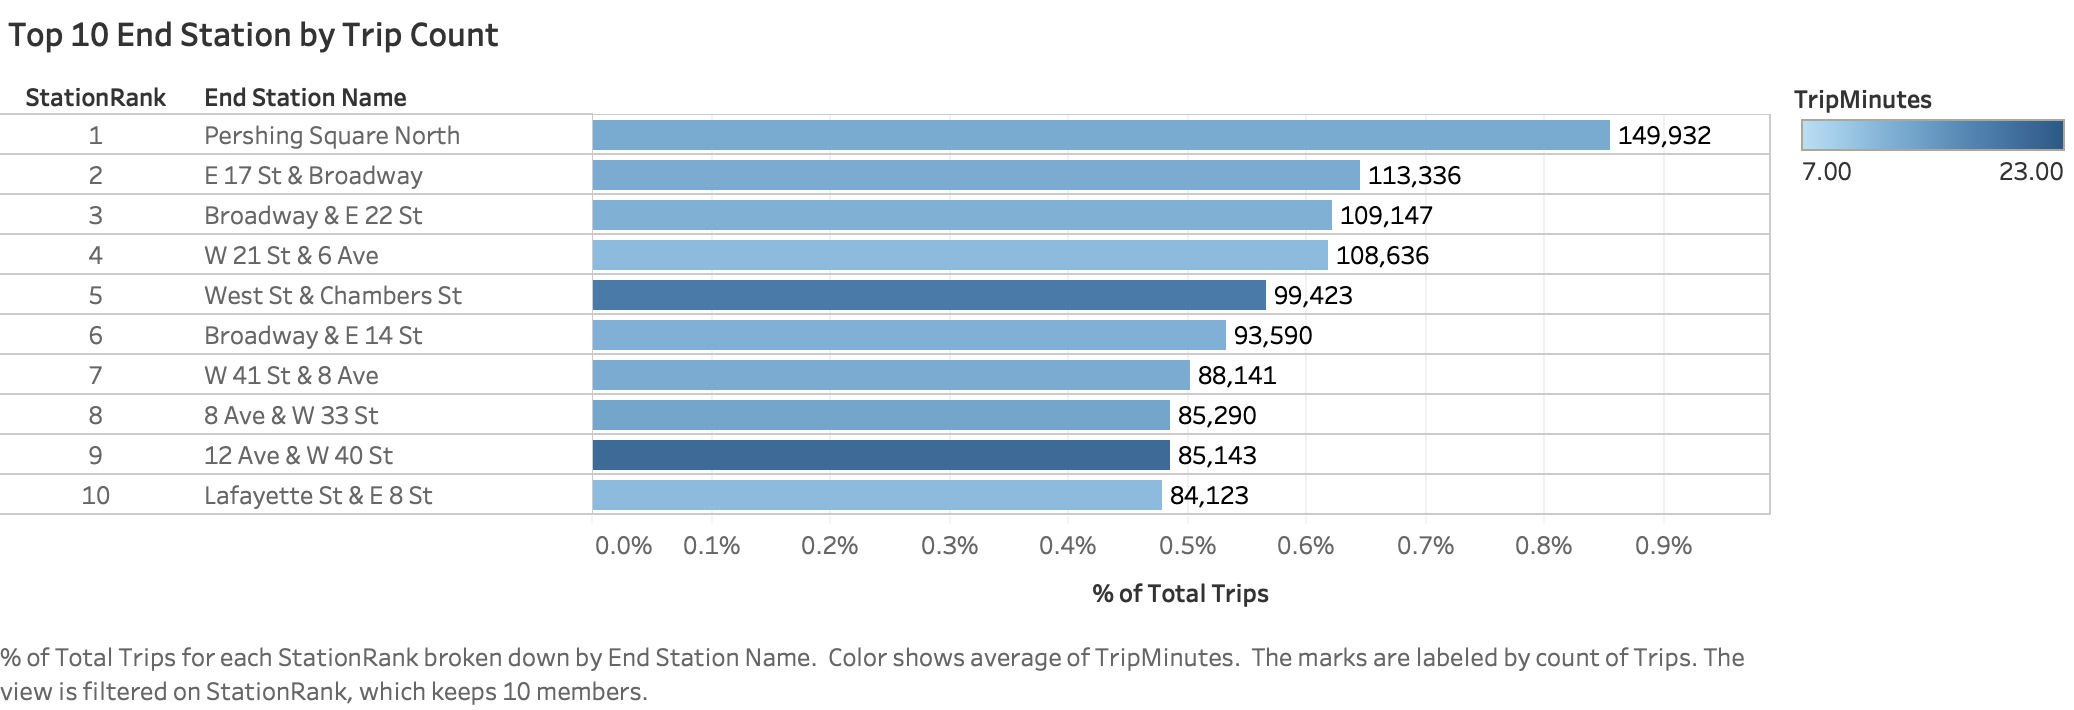 Top 10 End Station by Trip Count
StationRank End Station Name TripMinutes
1 Pershing Square North 149,932
7.00 23.00
2 E 17 St & Broadway 113,336
3 Broadway & E 22 St 109,147
4 W 21 St & 6 Ave 108,636
5 West St & Chambers St 99,423
6 Broadway & E 14 St 93,590
7 W 41 St & 8 Ave 88,141
8 8 Ave & W 33 St 85,290
9 12 Ave & W 40 St 85,143
10 Lafayette St & E 8 St 84,123
0.0% 0.1% 0.2% 0.3% 0.4% 0.5% 0.6% 0.7% 0.8% 0.9%
% of Total Trips
% of Total Trips for each StationRank broken down by End Station Name.  Color shows average of TripMinutes.  The marks are labeled by count of Trips. The
view is filtered on StationRank, which keeps 10 members.